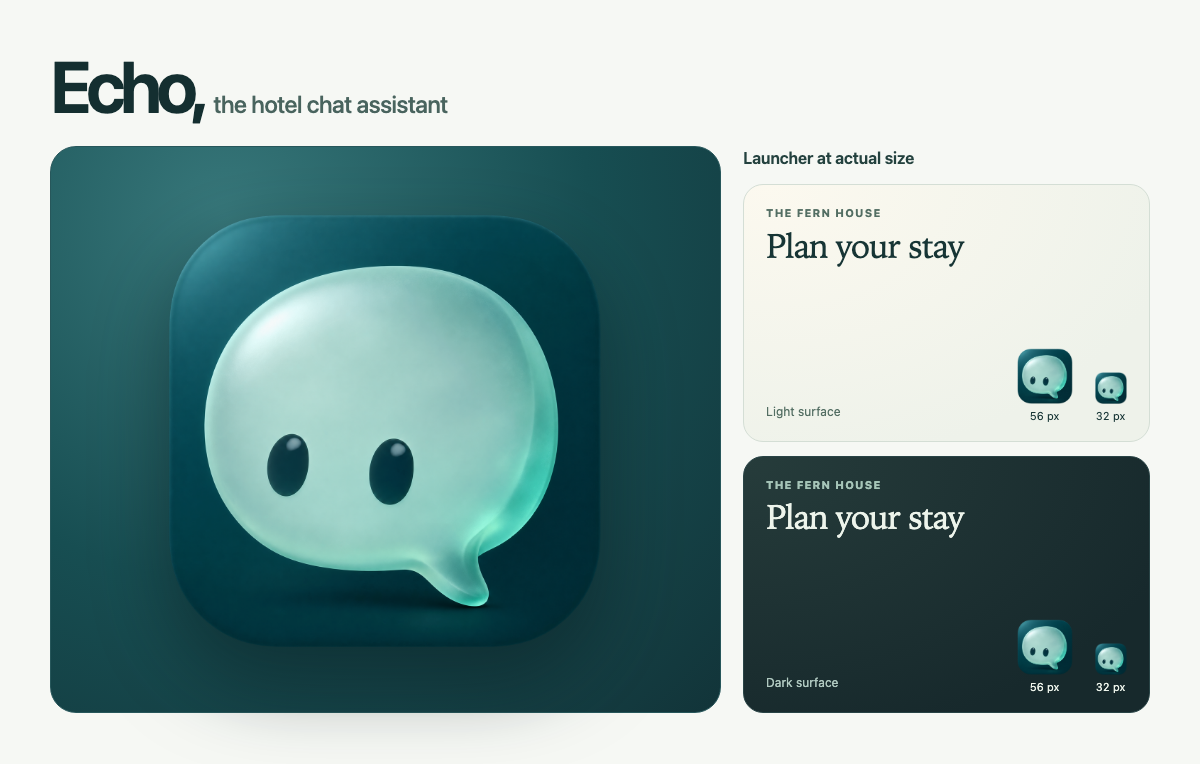 Echo, the hotel chat assistant
Launcher at actual size
THE FERN HOUSE
Plan your stay
Light surface
56 px
32 px
THE FERN HOUSE
Plan your stay
Dark surface
56 px
32 px